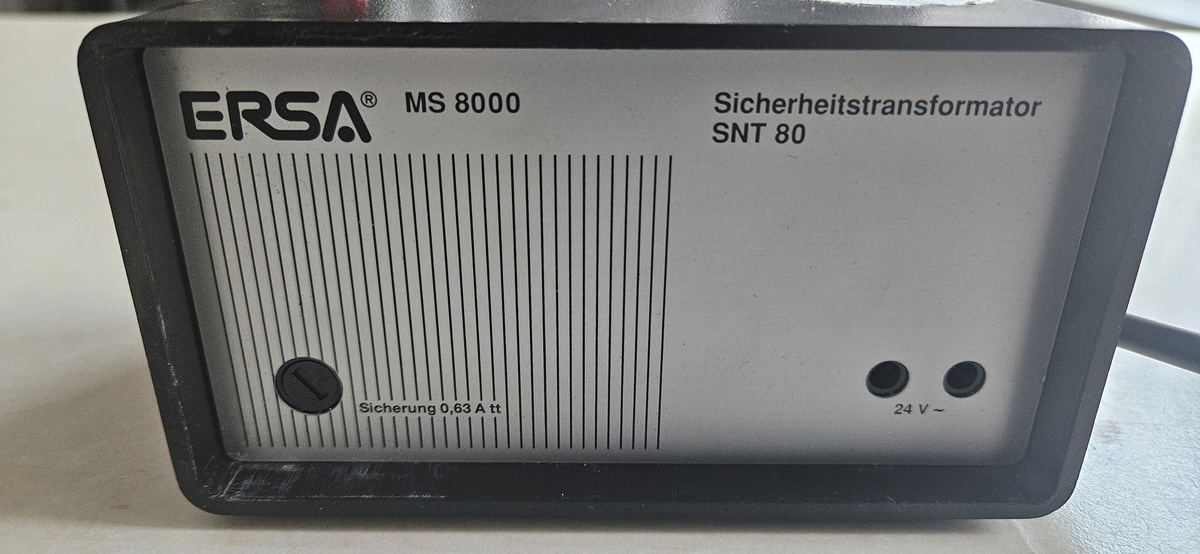 ERSA® MS 8000
Sicherheitstransformator
SNT 80
Sicherung 0,63 A tt
24 V ~